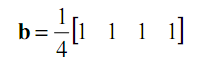 b = 1/4 [1 1 1 1]